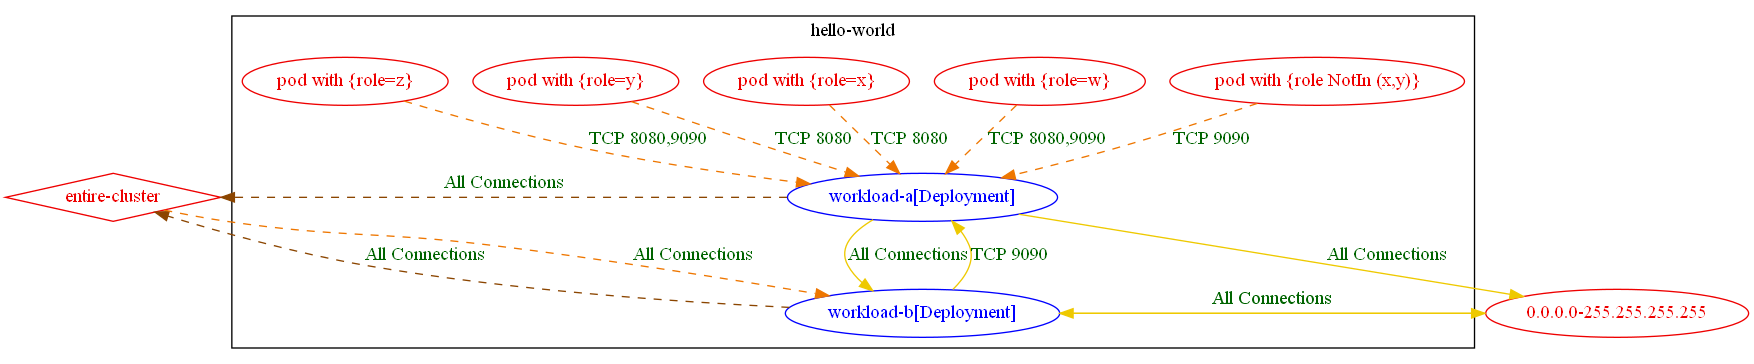 hello-world
pod with {role=z}
pod with {role=y}
pod with {role=x}
pod with {role=w}
pod with {role NotIn (x,y)}
TCP 8080,9090
TCP 8080
TCP 8080
TCP 8080,9090
TCP 9090
All Connections
entire-cluster
workload-a[Deployment]
All Connections
All Connections
All Connections
TCP 9090
All Connections
All Connections
workload-b[Deployment]
0.0.0.0-255.255.255.255